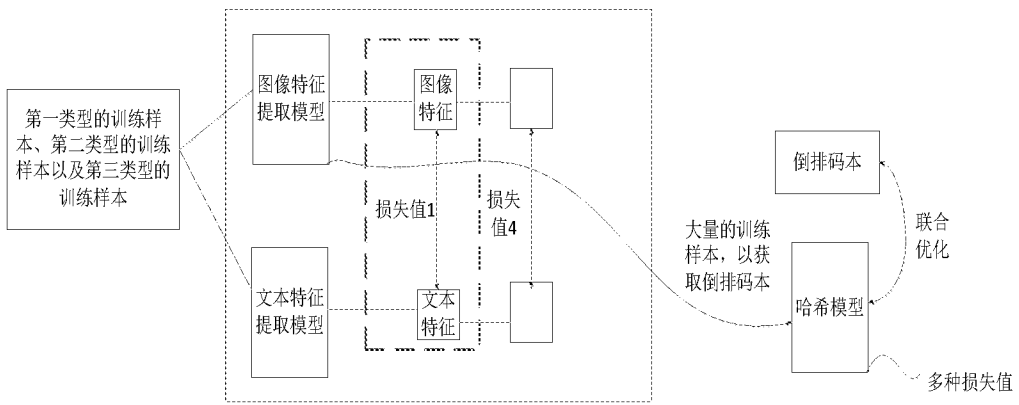 第一类型的训练样
本、第二类型的训练
样本以及第三类型的
训练样本
图像特征
提取模型
图像
特征
损失值1
损失
值4
文本特征
提取模型
文本
特征
大量的训练
样本，以获
取倒排码本
倒排码本
联合
优化
哈希模型
多种损失值